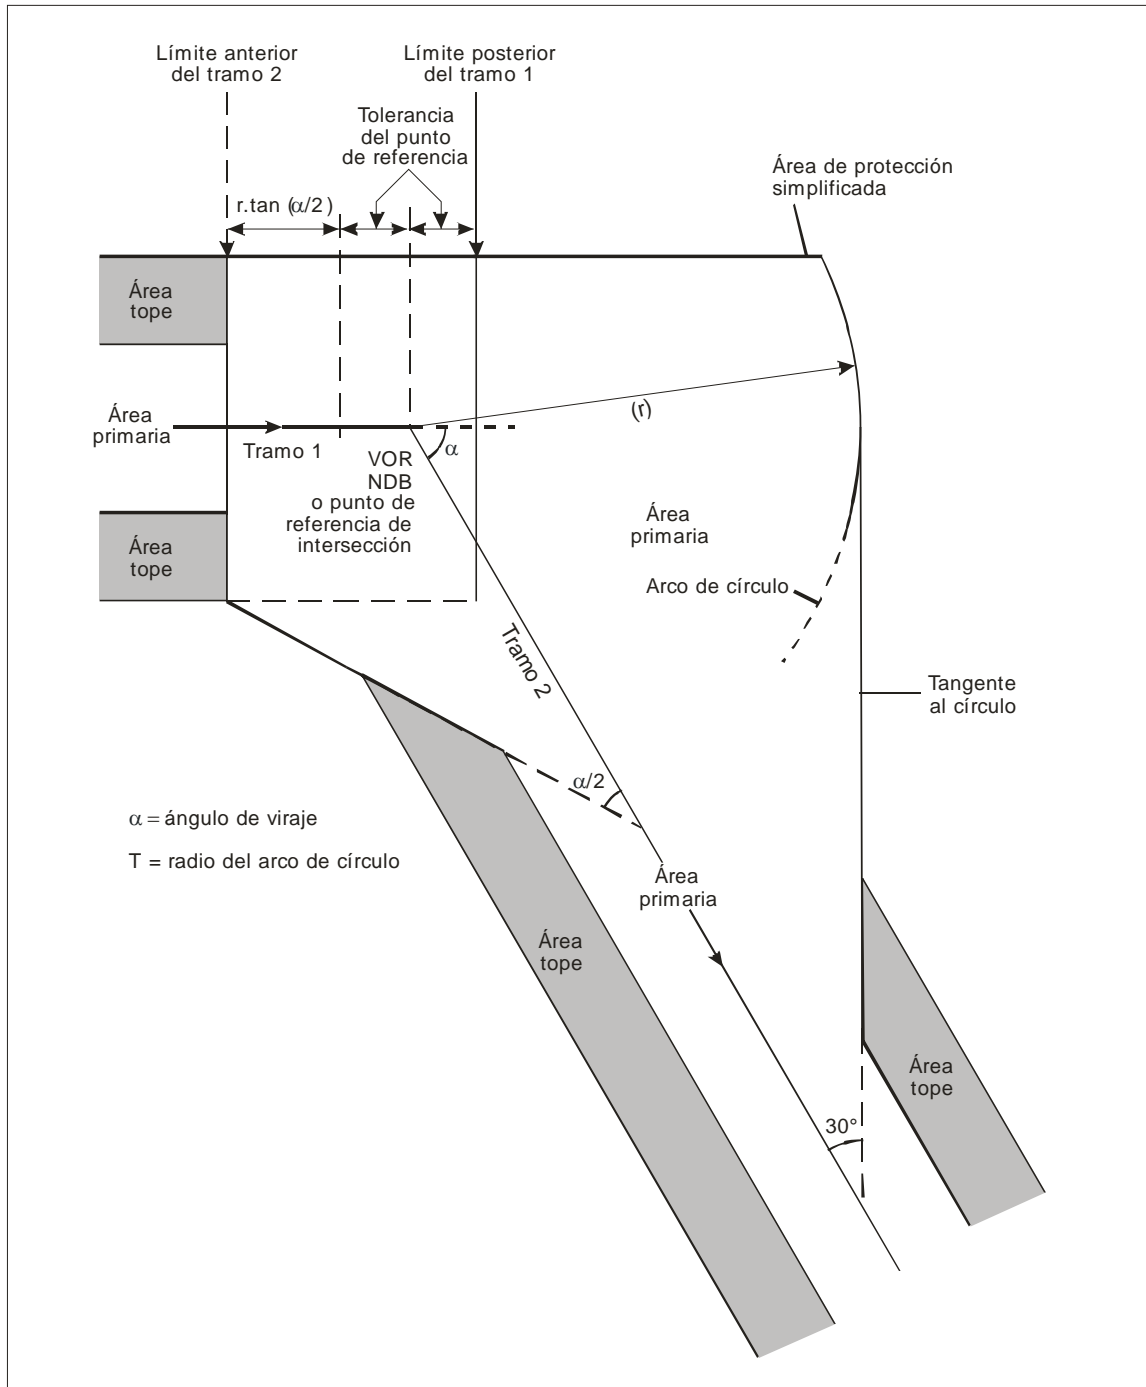 Límite anterior
del tramo 2
Límite posterior
del tramo 1
Tolerancia
del punto
de referencia
r.tan (α/2)
Área de protección
simplificada
Área
tope
Área
primaria
Tramo 1
(r)
α
VOR
NDB
o punto de
referencia de
intersección
Área
primaria
Área
tope
Arco de círculo
Tramo 2
Tangente
al círculo
α/2
α = ángulo de viraje
T = radio del arco de círculo
Área
primaria
Área
tope
Área
tope
30°